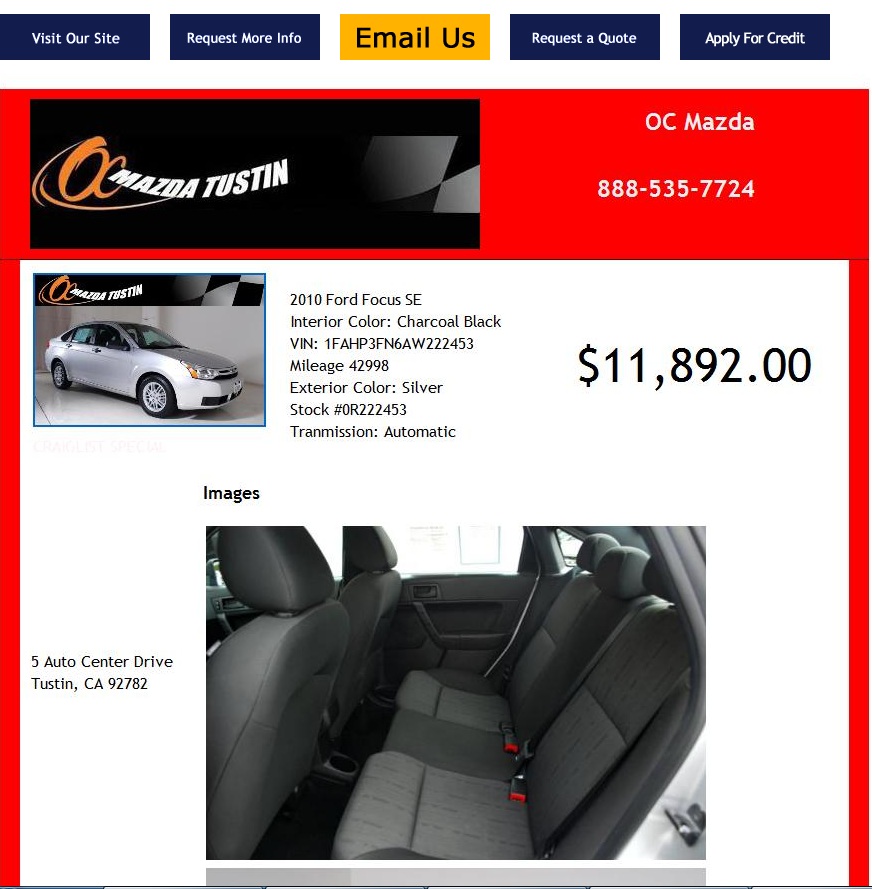 Visit Our Site
Request More Info
Email Us
Request a Quote
Apply For Credit
OC MAZDA TUSTIN
OC Mazda
888-535-7724
OC MAZDA TUSTIN
2010 Ford Focus SE
Interior Color: Charcoal Black
VIN: 1FAHP3FN6AW222453
Mileage 42998
Exterior Color: Silver
Stock #0R222453
Tranmission: Automatic
$11,892.00
CRAIGLIST SPECIAL
Images
5 Auto Center Drive
Tustin, CA 92782